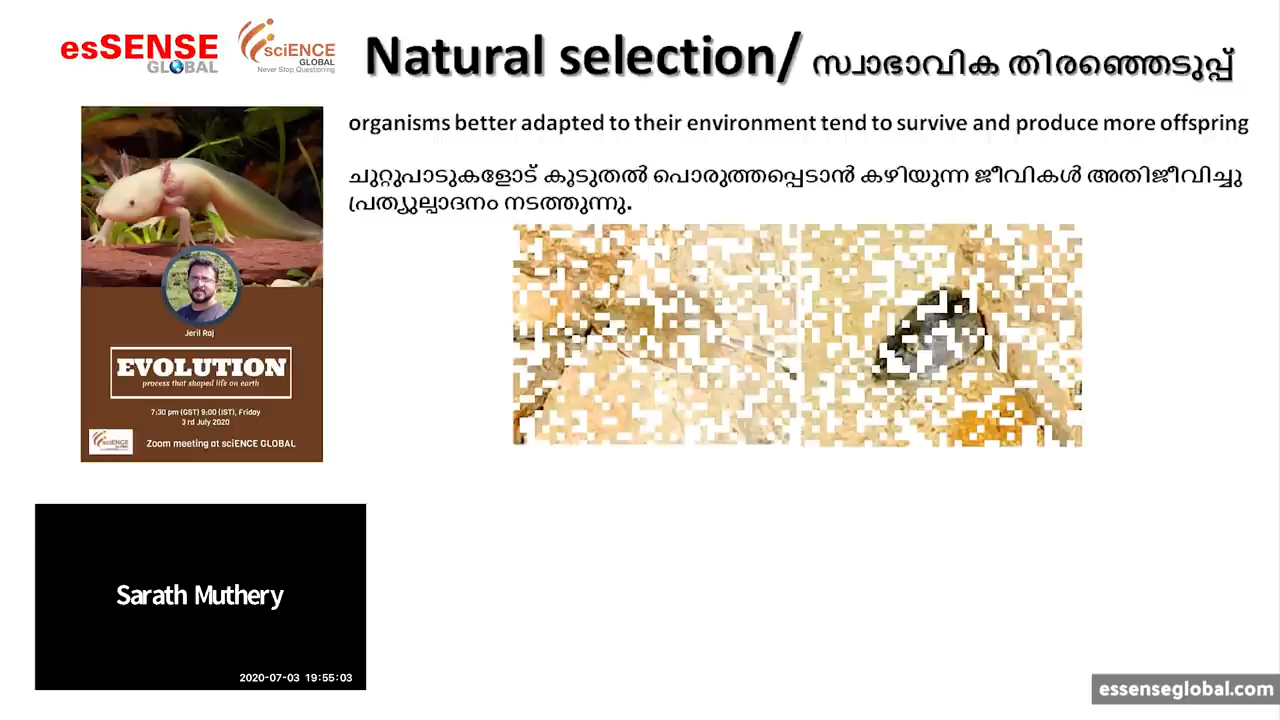 esSENSE
GLOBAL
sciENCE
GLOBAL
Never Stop Questioning
Natural selection/ സ്വാഭാവിക തിരഞ്ഞെടുപ്പ്
organisms better adapted to their environment tend to survive and produce more offspring
ചുറ്റുപാടുകളോട് കൂടുതൽ പൊരുത്തപ്പെടാൻ കഴിയുന്ന ജീവികൾ അതിജീവിച്ചു
പ്രത്യുല്പാദനം നടത്തുന്നു.
Jeril Raj
EVOLUTION
process that shaped life on earth
7:30 pm (GST) 9:00 (IST), Friday
3 rd July 2020
sciENCE
Zoom meeting at sciENCE GLOBAL
Sarath Muthery
2020-07-03 19:55:03
essenseglobal.com